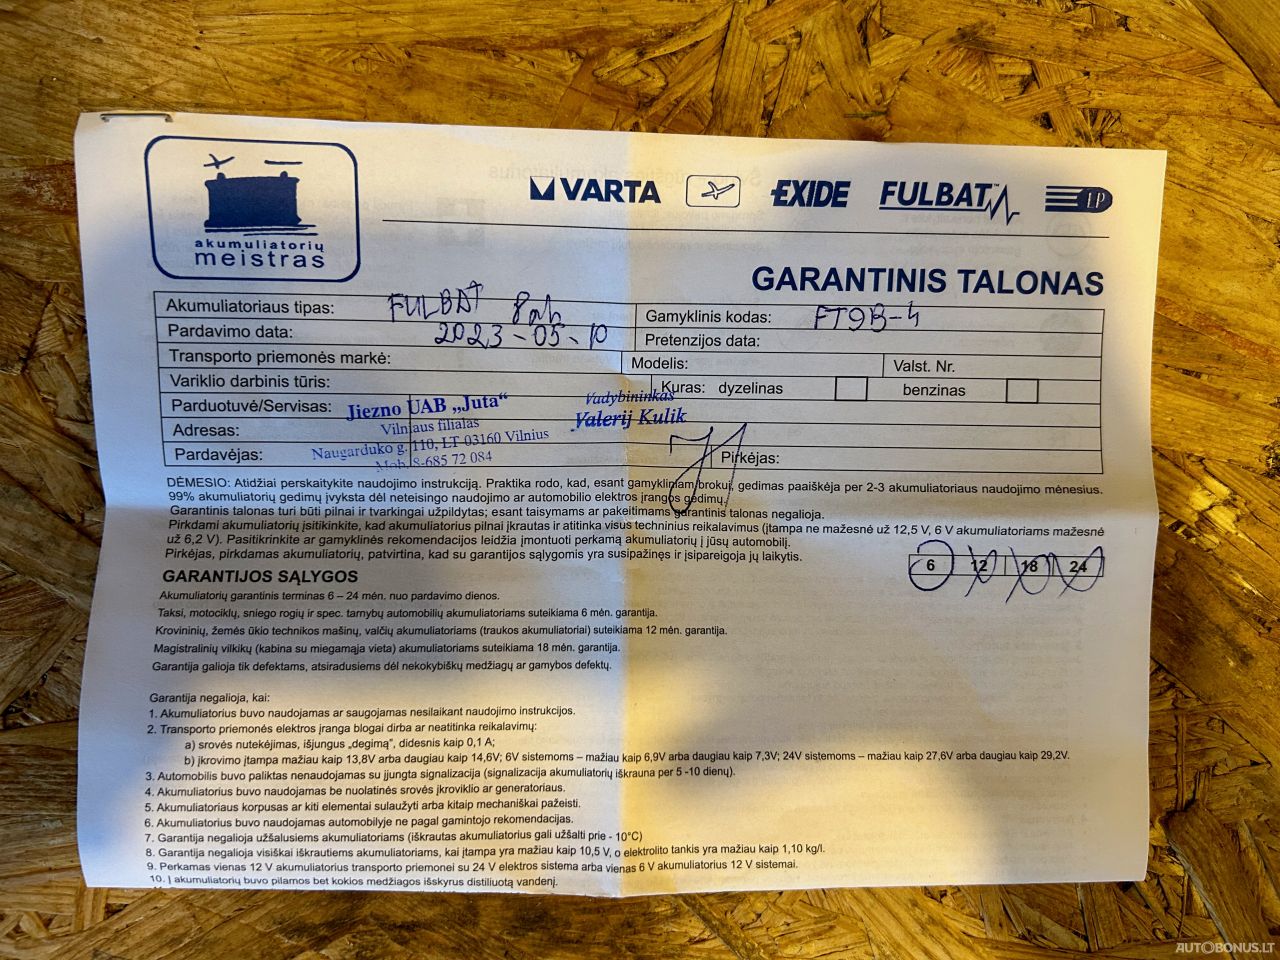 akumuliatorių
meistras
VARTA EXIDE FULBAT LP
GARANTINIS TALONAS
Akumuliatoriaus tipas: FULBAT 8ah Gamyklinis kodas: FT9B-4
Pardavimo data: 2023-05-10 Pretenzijos data:
Transporto priemonės markė: Modelis: Valst. Nr.
Variklio darbinis tūris: Kuras: dyzelinas benzinas
Parduotuvė/Servisas: Jiezno UAB „Juta“ Vadybininkas
Vilniaus filialas Valerij Kulik
Adresas: Naugarduko g. 110, LT 03160 Vilnius
Pardavėjas: Mob. 8-685 72 084 Pirkėjas:
DĖMESIO: Atidžiai perskaitykite naudojimo instrukciją. Praktika rodo, kad, esant gamykliniam brokui, gedimas paaiškėja per 2-3 akumuliatoriaus naudojimo mėnesius.
99% akumuliatorių gedimų įvyksta dėl neteisingo naudojimo ar automobilio elektros įrangos gedimų.
Garantinis talonas turi būti pilnai ir tvarkingai užpildytas; esant taisymams ar pakeitimams garantinis talonas negalioja.
Pirkdami akumuliatorių įsitikinkite, kad akumuliatorius pilnai įkrautas ir atitinka visus techninius reikalavimus (įtampa ne mažesnė už 12,5 V, 6 V akumuliatoriams mažesnė
už 6,2 V). Pasitikrinkite ar gamyklinės rekomendacijos leidžia įmontuoti perkamą akumuliatorių į jūsų automobilį.
Pirkėjas, pirkdamas akumuliatorių, patvirtina, kad su garantijos sąlygomis yra susipažinęs ir įsipareigoja jų laikytis.
6 12 18 24
GARANTIJOS SĄLYGOS
Akumuliatorių garantinis terminas 6 – 24 mėn. nuo pardavimo dienos.
Taksi, motociklų, sniego rogių ir spec. tarnybų automobilių akumuliatoriams suteikiama 6 mėn. garantija.
Krovininių, žemės ūkio technikos mašinų, valčių akumuliatoriams (traukos akumuliatoriai) suteikiama 12 mėn. garantija.
Magistralinių vilkikų (kabina su miegamąja vieta) akumuliatoriams suteikiama 18 mėn. garantija.
Garantija galioja tik defektams, atsiradusiems dėl nekokybiškų medžiagų ar gamybos defektų.
Garantija negalioja, kai:
1. Akumuliatorius buvo naudojamas ar saugojamas nesilaikant naudojimo instrukcijos.
2. Transporto priemonės elektros įranga blogai dirba ar neatitinka reikalavimų:
a) srovės nutekėjimas, išjungus „degimą”, didesnis kaip 0,1 A;
b) įkrovimo įtampa mažiau kaip 13,8V arba daugiau kaip 14,6V; 6V sistemoms – mažiau kaip 6,9V arba daugiau kaip 7,3V; 24V sistemoms – mažiau kaip 27,6V arba daugiau kaip 29,2V.
3. Automobilis buvo paliktas nenaudojamas su įjungta signalizacija (signalizacija akumuliatorių iškrauna per 5 -10 dienų).
4. Akumuliatorius buvo naudojamas be nuolatinės srovės įkroviklio ar generatoriaus.
5. Akumuliatoriaus korpusas ar kiti elementai sulaužyti arba kitaip mechaniškai pažeisti.
6. Akumuliatorius buvo naudojamas automobilyje ne pagal gamintojo rekomendacijas.
7. Garantija negalioja užšalusiems akumuliatoriams (iškrautas akumuliatorius gali užšalti prie - 10°C)
8. Garantija negalioja visiškai iškrautiems akumuliatoriams, kai įtampa yra mažiau kaip 10,5 V, o elektrolito tankis yra mažiau kaip 1,10 kg/l.
9. Perkamas vienas 12 V akumuliatorius transporto priemonei su 24 V elektros sistema arba vienas 6 V akumuliatorius 12 V sistemai.
10. Į akumuliatorių buvo pilamos bet kokios medžiagos išskyrus distiliuotą vandenį.
AUTOBONUS.LT